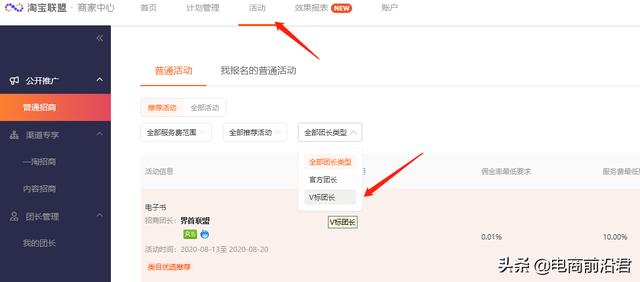 淘宝联盟·商家中心 首页 计划管理 活动 效果报表 NEW 账户
«
公开推广
普通招商
渠道专享
一淘招商
内容招商
团长管理
我的团长
普通活动 我报名的普通活动
推荐活动 全部活动
全部服务费范围 全部推荐活动 全部团长类型
全部团长类型
官方团长
V标团长
V标团长
活动信息 佣金率最低要求 服务费最低
电子书
招商团长：界首联盟
活动时间：2020-08-13至 2020-08-20
类目优选推荐
0.01% 10.00%
头条 @电商前沿君